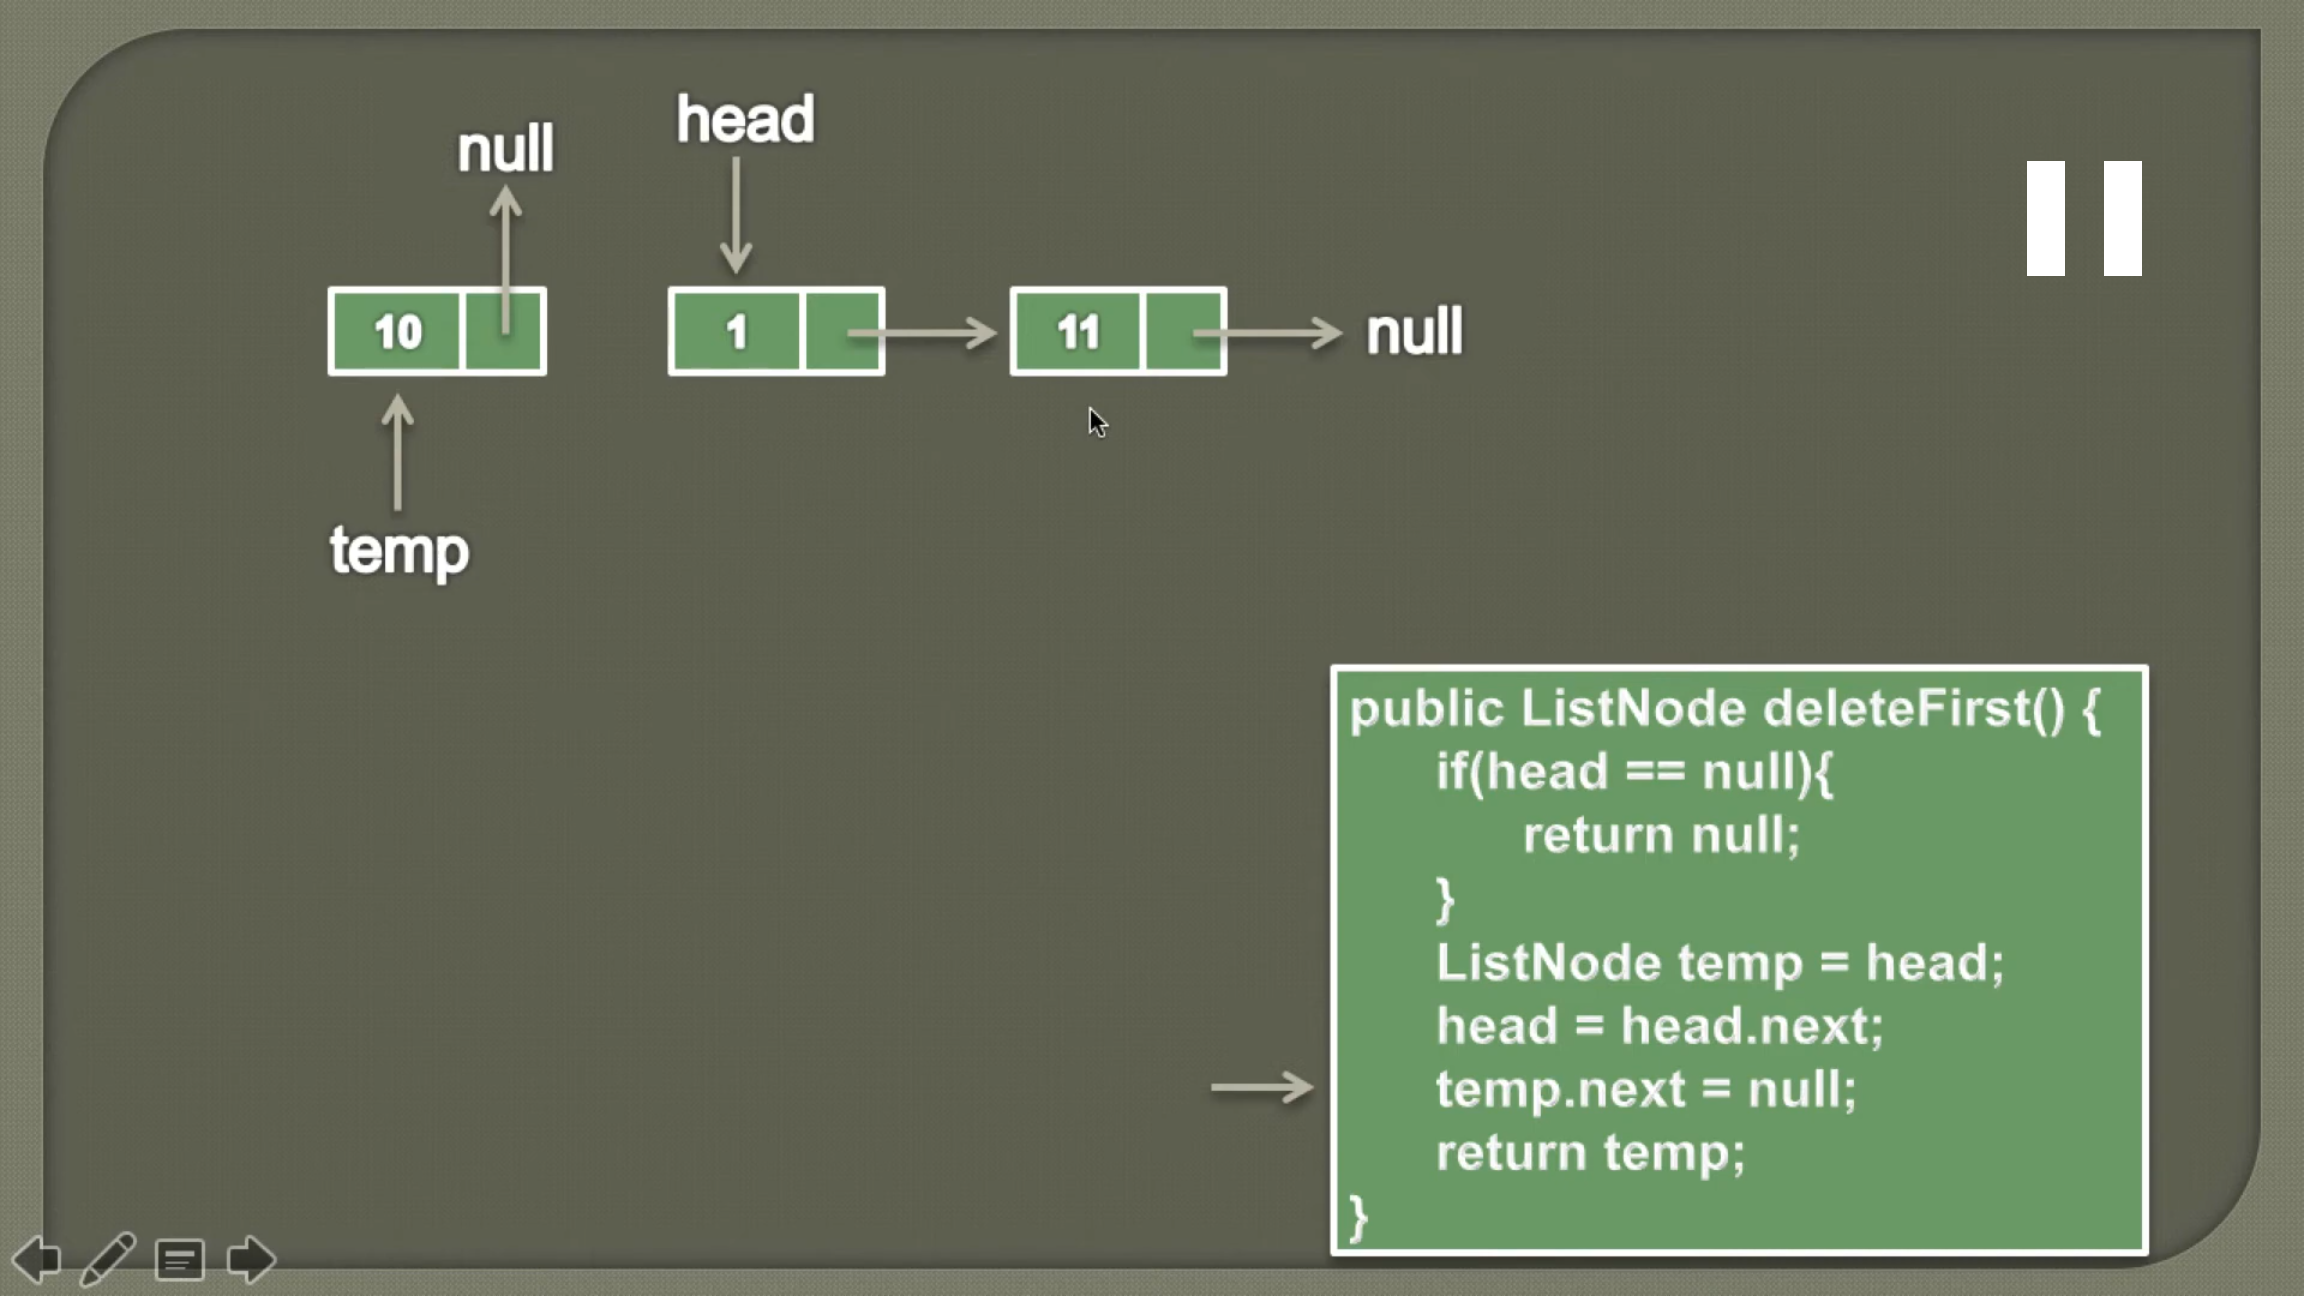 null
head
10
1
11
null
temp
public ListNode deleteFirst() {
if(head == null){
return null;
}
ListNode temp = head;
head = head.next;
temp.next = null;
return temp;
}